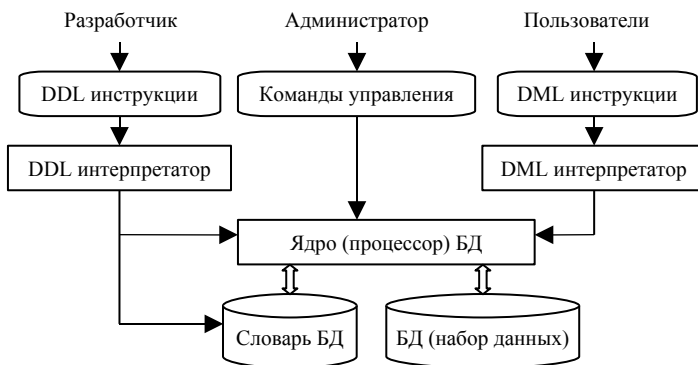 Разработчик
Администратор
Пользователи
DDL инструкции
Команды управления
DML инструкции
DDL интерпретатор
DML интерпретатор
Ядро (процессор) БД
Словарь БД
БД (набор данных)